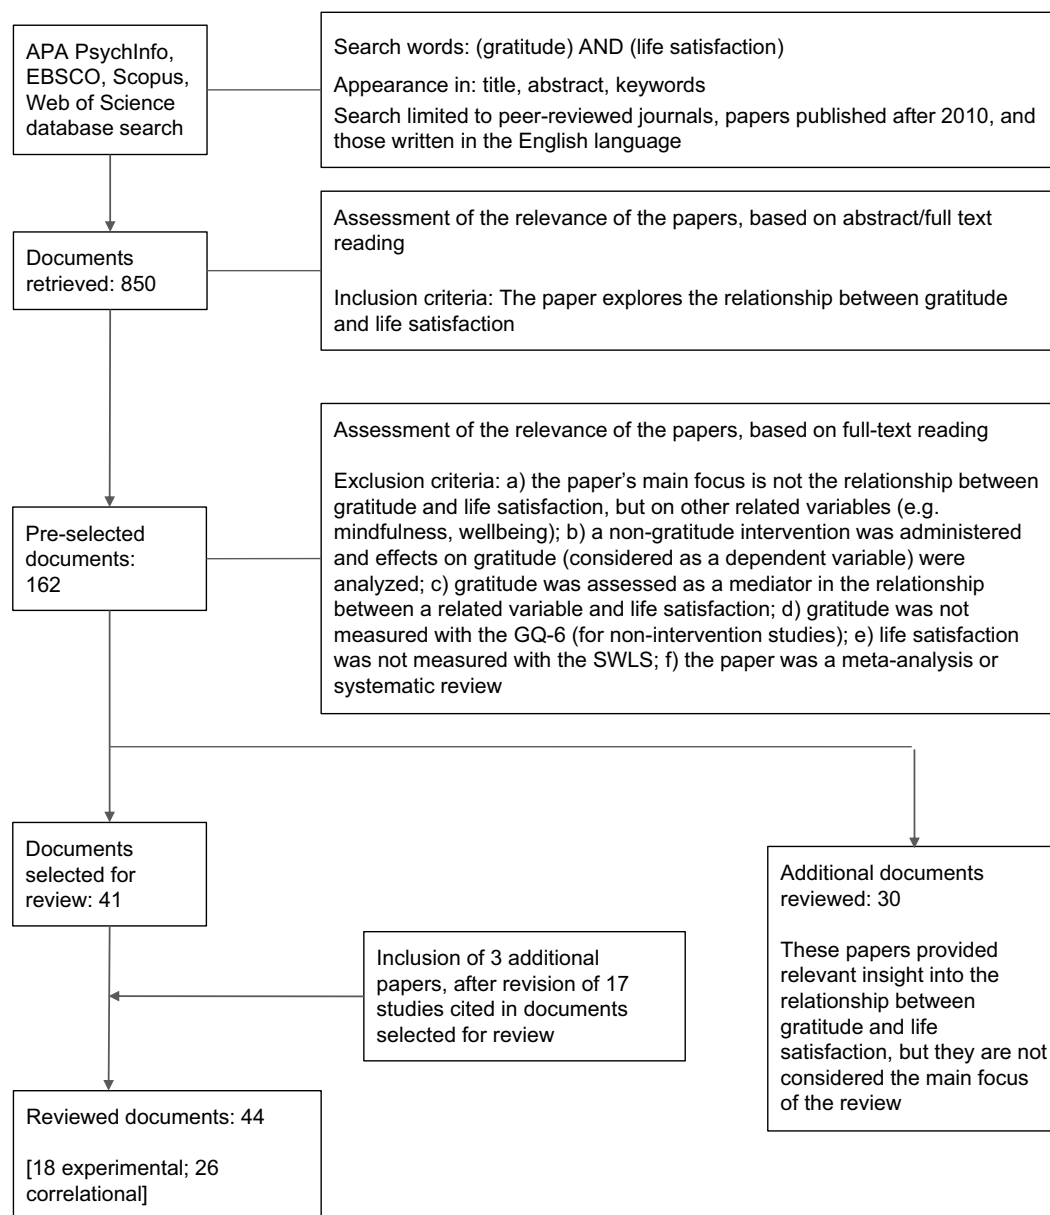 APA PsychInfo,
EBSCO, Scopus,
Web of Science
database search
Search words: (gratitude) AND (life satisfaction)
Appearance in: title, abstract, keywords
Search limited to peer-reviewed journals, papers published after 2010, and
those written in the English language
Documents
retrieved: 850
Assessment of the relevance of the papers, based on abstract/full text
reading
Inclusion criteria: The paper explores the relationship between gratitude
and life satisfaction
Pre-selected
documents:
162
Assessment of the relevance of the papers, based on full-text reading
Exclusion criteria: a) the paper's main focus is not the relationship between
gratitude and life satisfaction, but on other related variables (e.g.
mindfulness, wellbeing); b) a non-gratitude intervention was administered
and effects on gratitude (considered as a dependent variable) were
analyzed; c) gratitude was assessed as a mediator in the relationship
between a related variable and life satisfaction; d) gratitude was not
measured with the GQ-6 (for non-intervention studies); e) life satisfaction
was not measured with the SWLS; f) the paper was a meta-analysis or
systematic review
Documents
selected for
review: 41
Additional documents
reviewed: 30
These papers provided
relevant insight into the
relationship between
gratitude and life
satisfaction, but they are not
considered the main focus
of the review
Inclusion of 3 additional
papers, after revision of 17
studies cited in documents
selected for review
Reviewed documents: 44
[18 experimental; 26
correlational]